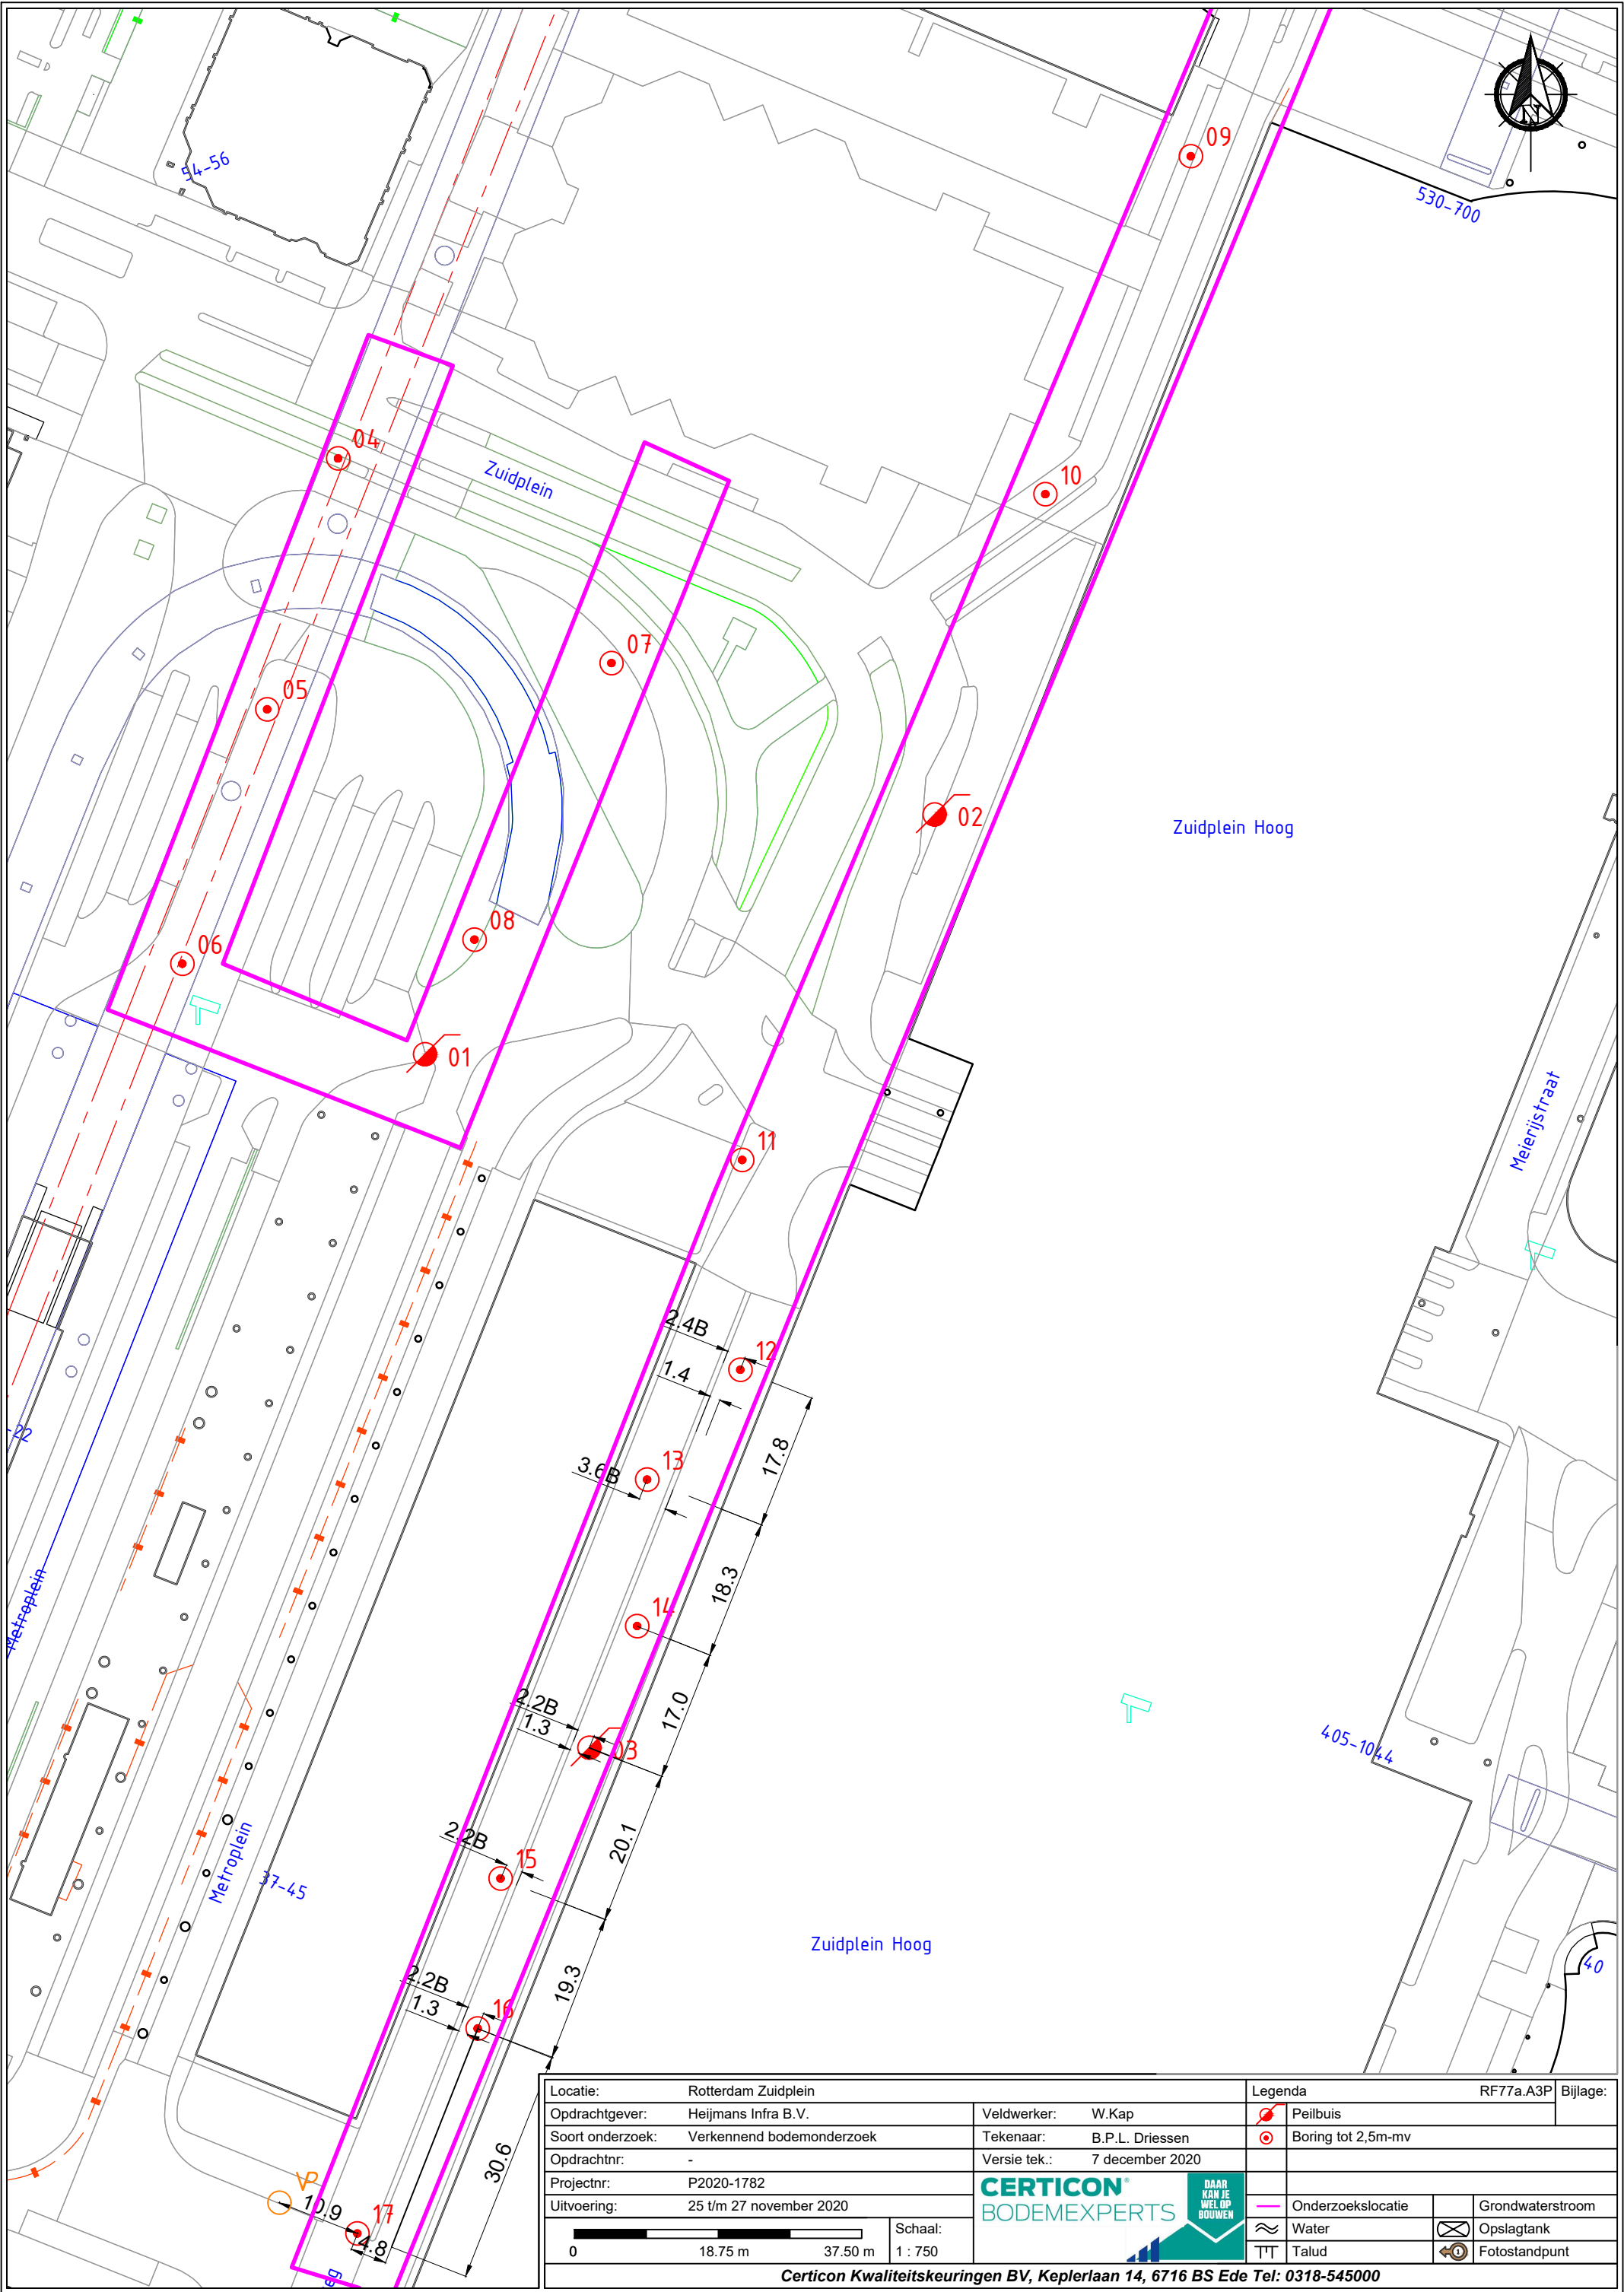 N
54-56
530-700
09
04
Zuidplein
10
07
05
02
Zuidplein Hoog
08
06
01
11
Meierijstraat
2.4B
12
1.4
17.8
3.6B
13
18.3
14
Metroplein
17.0
2.2B
1.3
03
405-1044
20.1
2.2B
15
Metroplein
37-45
Zuidplein Hoog
40
19.3
2.2B
1.3
16
30.6
VP
10.9
17
4.8
-22
eg
Locatie: Rotterdam Zuidplein Legenda RF77a.A3P Bijlage:
Opdrachtgever: Heijmans Infra B.V. Veldwerker: W.Kap Peilbuis
Soort onderzoek: Verkennend bodemonderzoek Tekenaar: B.P.L. Driessen Boring tot 2,5m-mv
Opdrachtnr: - Versie tek.: 7 december 2020
Projectnr: P2020-1782
Uitvoering: 25 t/m 27 november 2020
CERTICON®
BODEMEXPERTS
DAAR
KAN JE
WEL OP
BOUWEN
Onderzoekslocatie Grondwaterstroom
Water Opslagtank
Talud Fotostandpunt
1
Schaal:
0 18.75 m 37.50 m 1 : 750
Certicon Kwaliteitskeuringen BV, Keplerlaan 14, 6716 BS Ede Tel: 0318-545000